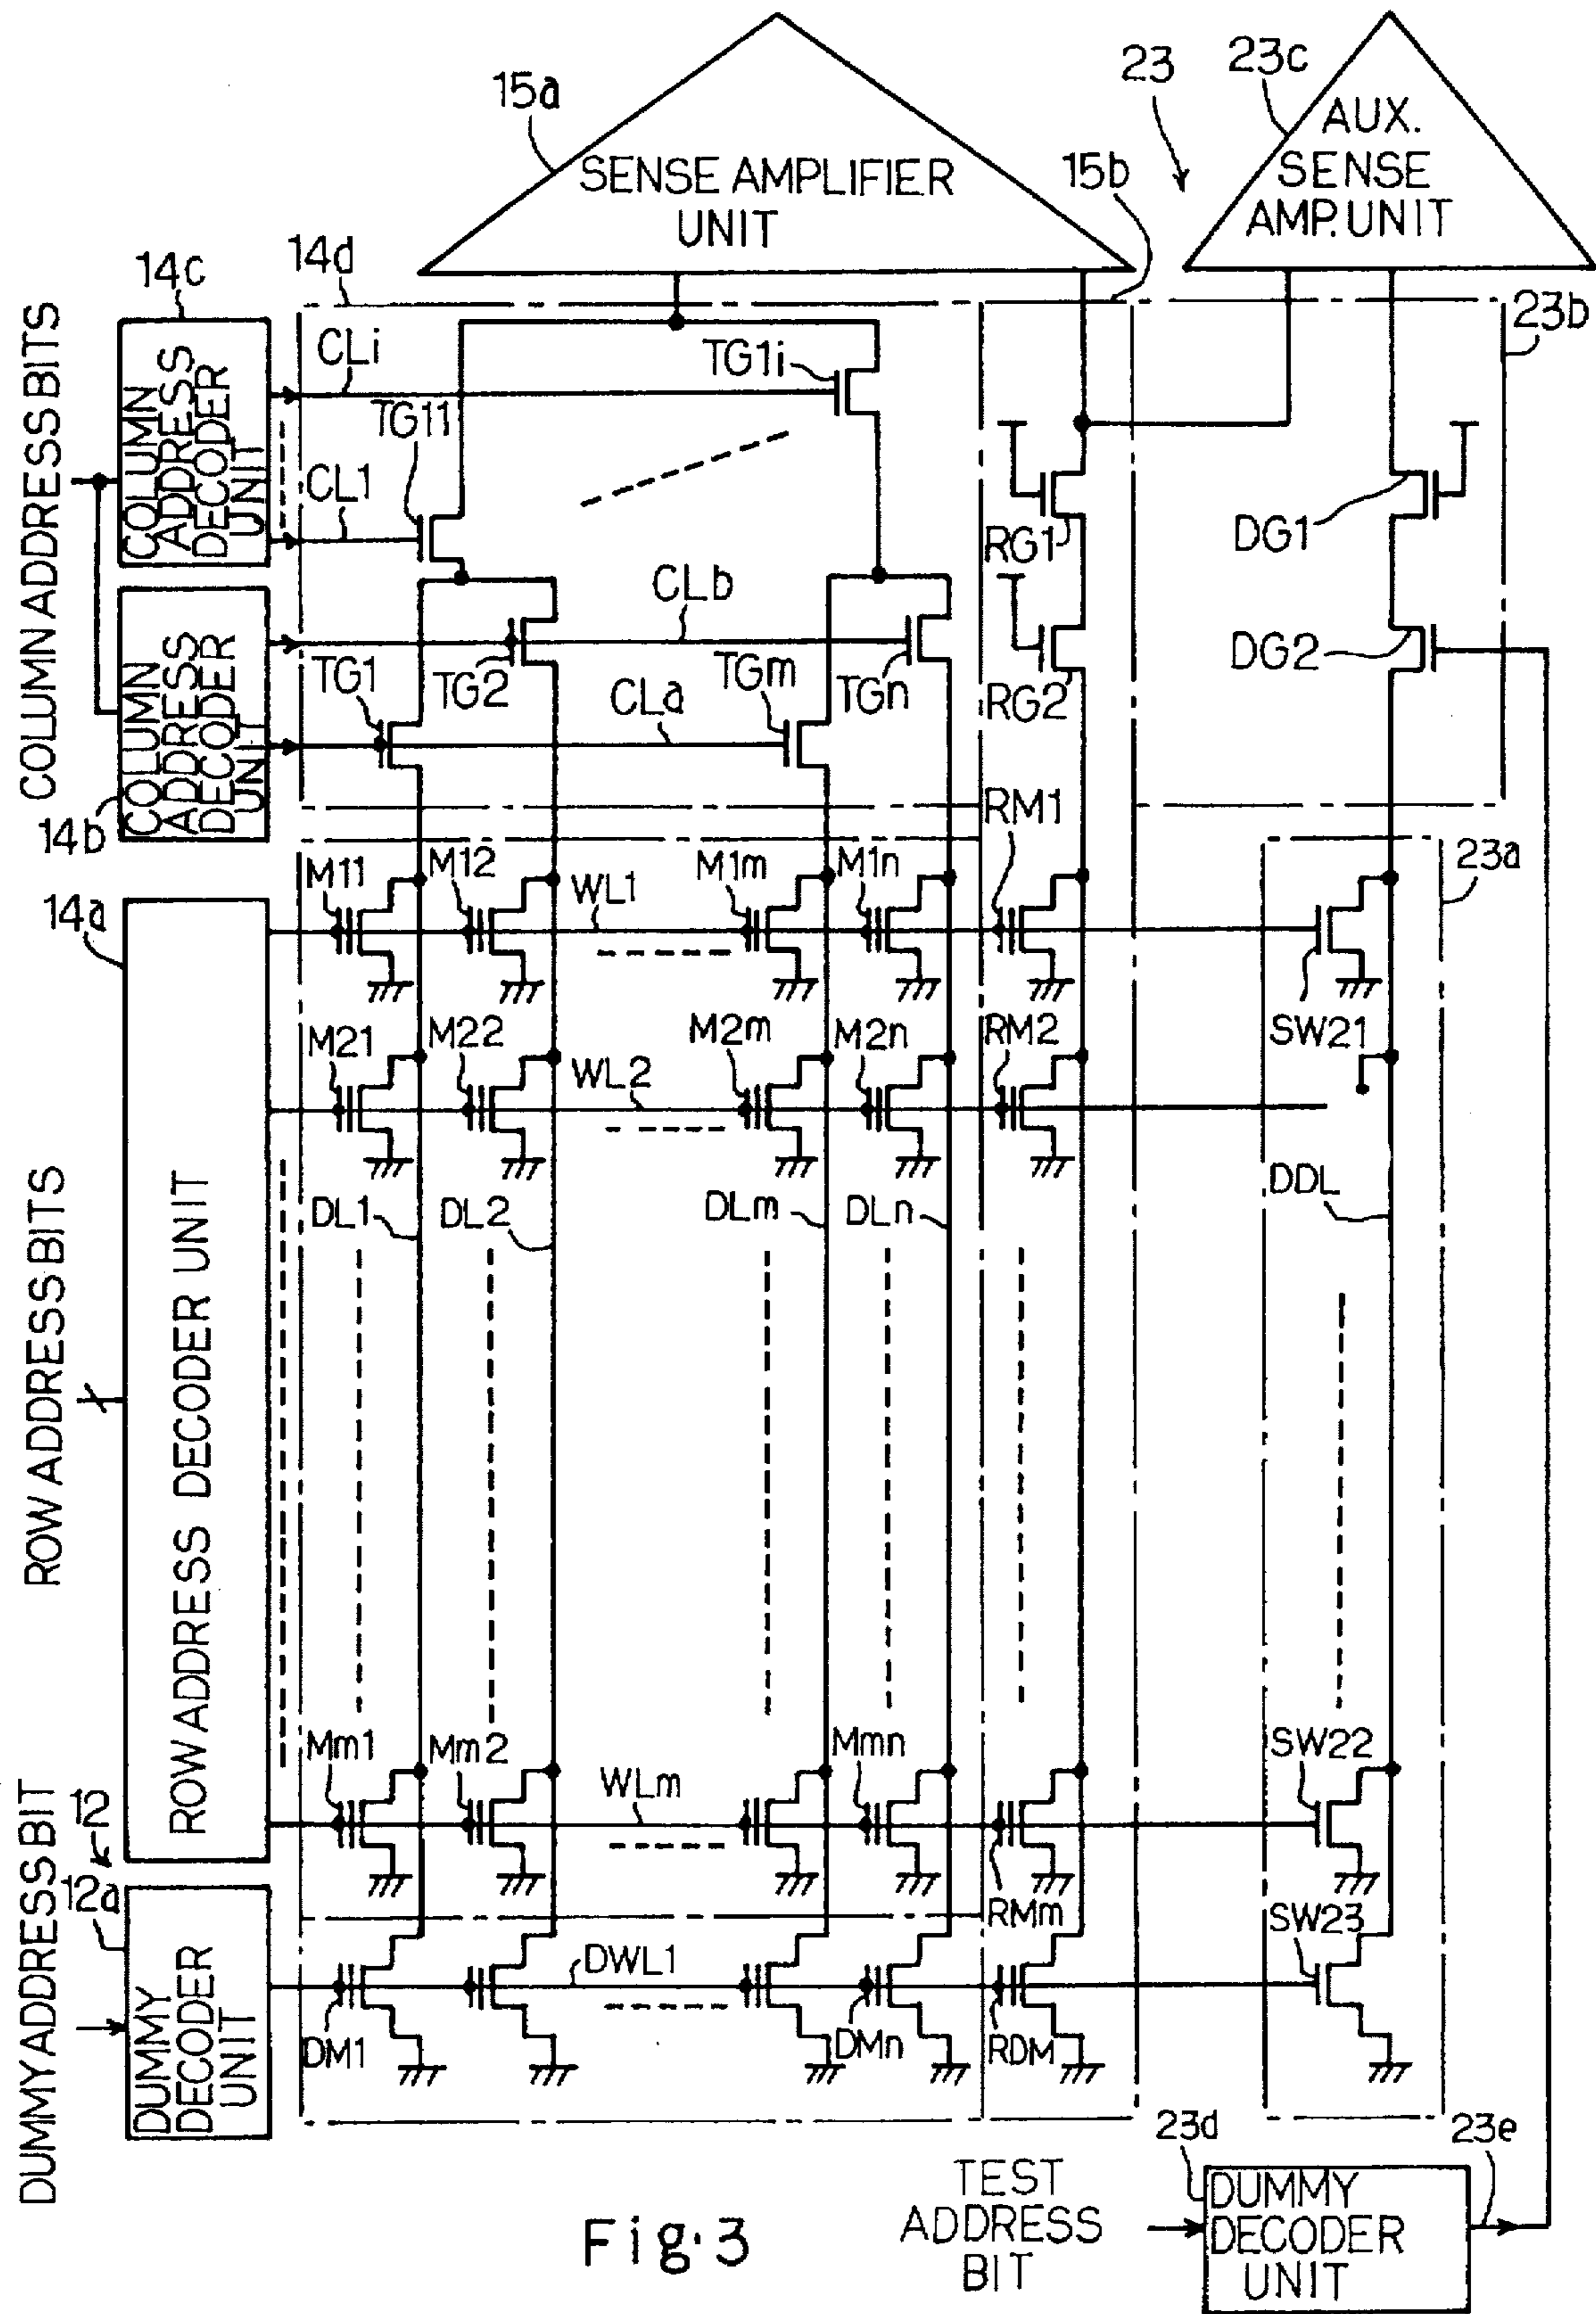 15a
SENSE AMPLIFIER
UNIT
23
23c
AUX.
SENSE
AMP. UNIT
15b
14c
14d
23b
COLUMN ADDRESS BITS
COLUMN
ADDRESS
DECODER
UNIT
CLi
TG1i
TG11
CL1
RG1
DG1
COLUMN
ADDRESS
DECODER
UNIT
14b
CLb
TG1
TG2
TGm
TGn
CLa
RG2
DG2
RM1
23a
14a
M11
M12
WL1
M1m
M1n
SW21
M21
M22
WL2
M2m
M2n
RM2
ROW ADDRESS BITS
ROW ADDRESS DECODER UNIT
DL1
DL2
DLm
DLn
DDL
Mm1
Mm2
WLm
Mmn
RMm
SW22
12
12a
DUMMY ADDRESS BIT
DUMMY
DECODER
UNIT
DWL1
SW23
DM1
DMn
RDM
23d
23e
TEST
ADDRESS
BIT
DUMMY
DECODER
UNIT
Fig. 3